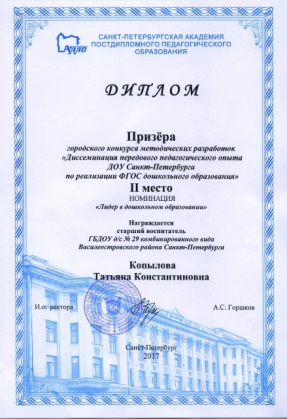 САНКТ-ПЕТЕРБУРГСКАЯ АКАДЕМИЯ
ПОСТДИПЛОМНОГО ПЕДАГОГИЧЕСКОГО
ОБРАЗОВАНИЯ
ДИПЛОМ
Призёра
городского конкурса методических разработок
«Диссеминация передового педагогического опыта
ДОУ Санкт-Петербурга
по реализации ФГОС дошкольного образования»
II место
НОМИНАЦИЯ
«Лидер в дошкольном образовании»
Награждается
старший воспитатель
ГБДОУ д/с № 29 комбинированного вида
Василеостровского района Санкт-Петербурга
Копылова
Татьяна Константиновна
И.о. ректора
А.С. Горшков
Санкт-Петербург
2017